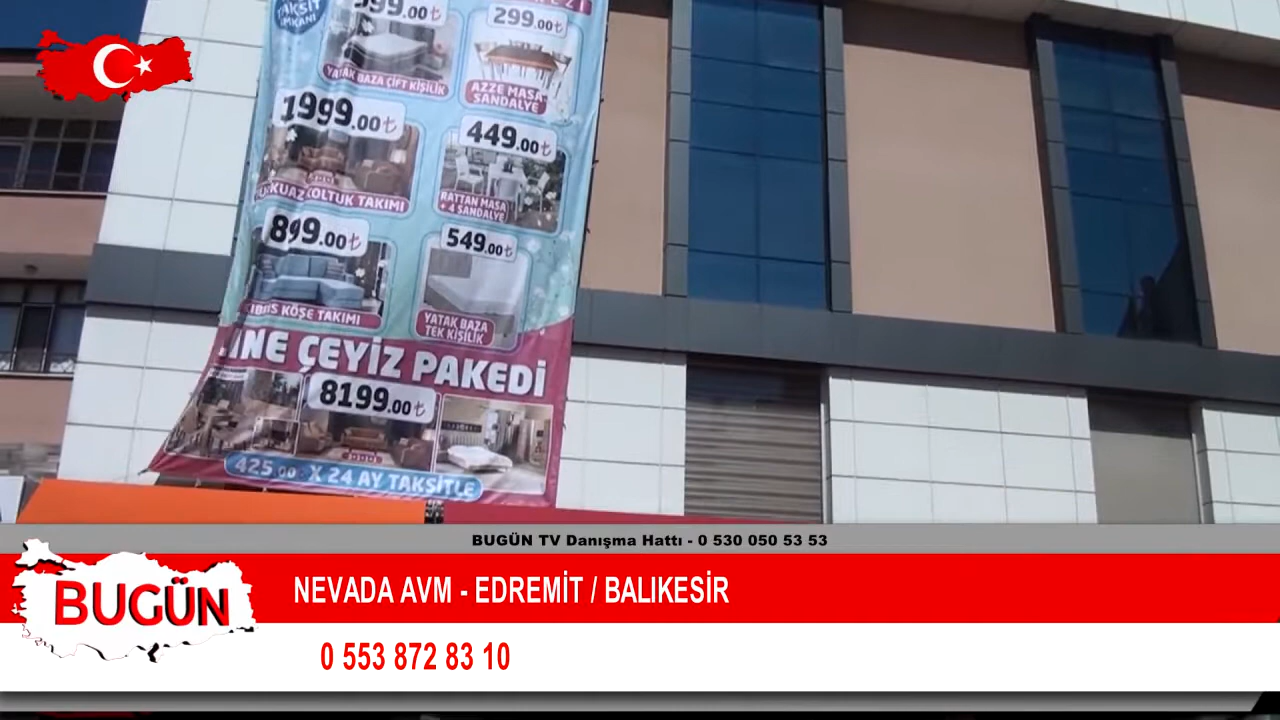 TAKSİT
İMKANI
299.00₺
YATAK BAZA ÇİFT KİŞİLİK
AZZE MASA
SANDALYE
1999.00₺
449.00₺
KOLTUK TAKIMI
RATTAN MASA
+ 4 SANDALYE
899.00₺
549.00₺
KÖŞE TAKIMI
YATAK BAZA
TEK KİŞİLİK
ÇEYİZ PAKEDİ
8199.00₺
425.00 X 24 AY TAKSİTLE
BUGÜN TV Danışma Hattı - 0 530 050 53 53
BUGÜN
NEVADA AVM - EDREMİT / BALIKESİR
0 553 872 83 10